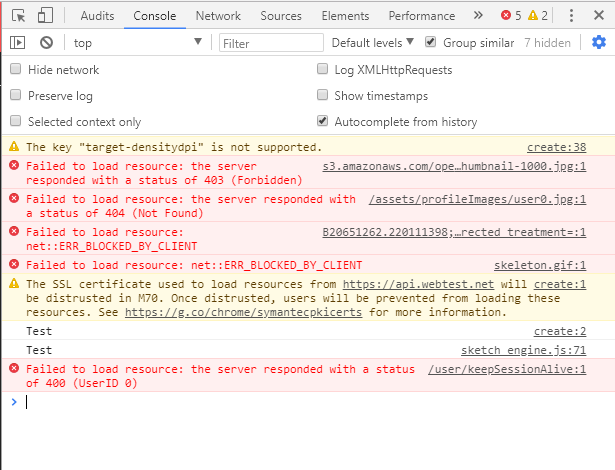 Audits Console Network Sources Elements Performance » 5 2
top Filter Default levels Group similar 7 hidden
Hide network Log XMLHttpRequests
Preserve log Show timestamps
Selected context only Autocomplete from history
The key "target-densitydpi" is not supported. create:38
Failed to load resource: the server s3.amazonaws.com/ope…humbnail-1000.jpg:1
responded with a status of 403 (Forbidden)
Failed to load resource: the server responded with /assets/profileImages/user0.jpg:1
a status of 404 (Not Found)
Failed to load resource: B20651262.220111398;…rected_treatment=:1
net::ERR_BLOCKED_BY_CLIENT
Failed to load resource: net::ERR_BLOCKED_BY_CLIENT skeleton.gif:1
The SSL certificate used to load resources from https://api.webtest.net will create:1
be distrusted in M70. Once distrusted, users will be prevented from loading these
resources. See https://g.co/chrome/symantecpkicerts for more information.
Test create:2
Test sketch_engine.js:71
Failed to load resource: the server responded with a status /user/keepSessionAlive:1
of 400 (UserID 0)